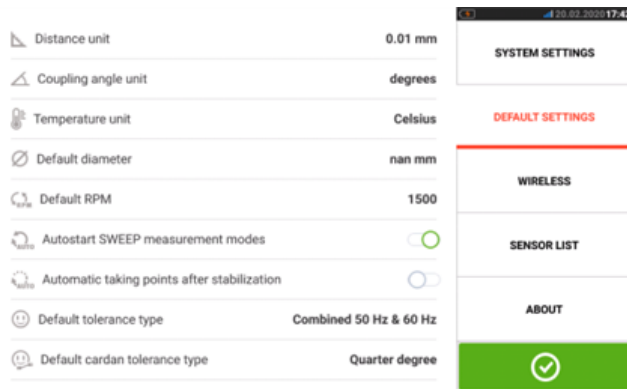 Distance unit 0.01 mm
Coupling angle unit degrees
Temperature unit Celsius
Default diameter nan mm
Default RPM 1500
Autostart SWEEP measurement modes
Automatic taking points after stabilization
Default tolerance type Combined 50 Hz & 60 Hz
Default cardan tolerance type Quarter degree
20.02.2020 17:42
SYSTEM SETTINGS
DEFAULT SETTINGS
WIRELESS
SENSOR LIST
ABOUT